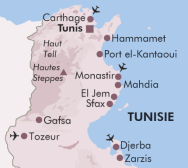 Carthage
Tunis
Hammamet
Haut
Tell
Port el-Kantaoui
Hautes
Steppes
Monastir
Mahdia
El Jem
Sfax
TUNISIE
Gafsa
Tozeur
Djerba
Zarzis